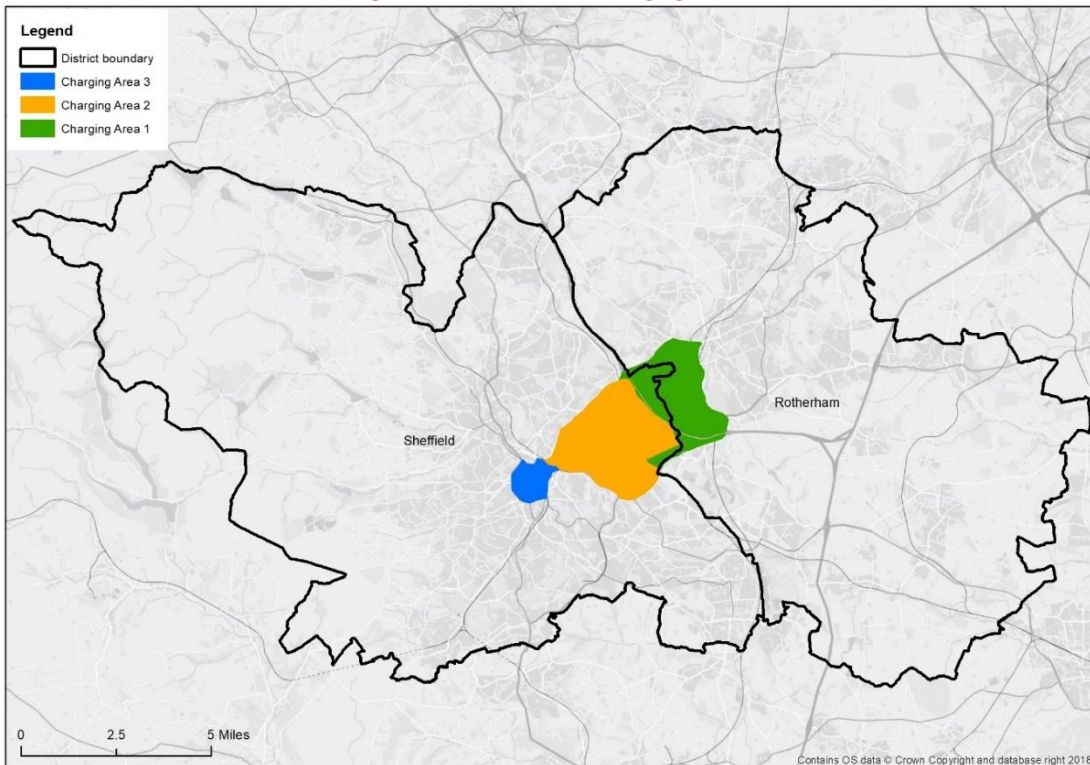 Legend
District boundary
Charging Area 3
Charging Area 2
Charging Area 1
Sheffield
Rotherham
0 2.5 5 Miles
Contains OS data © Crown Copyright and database right 2018